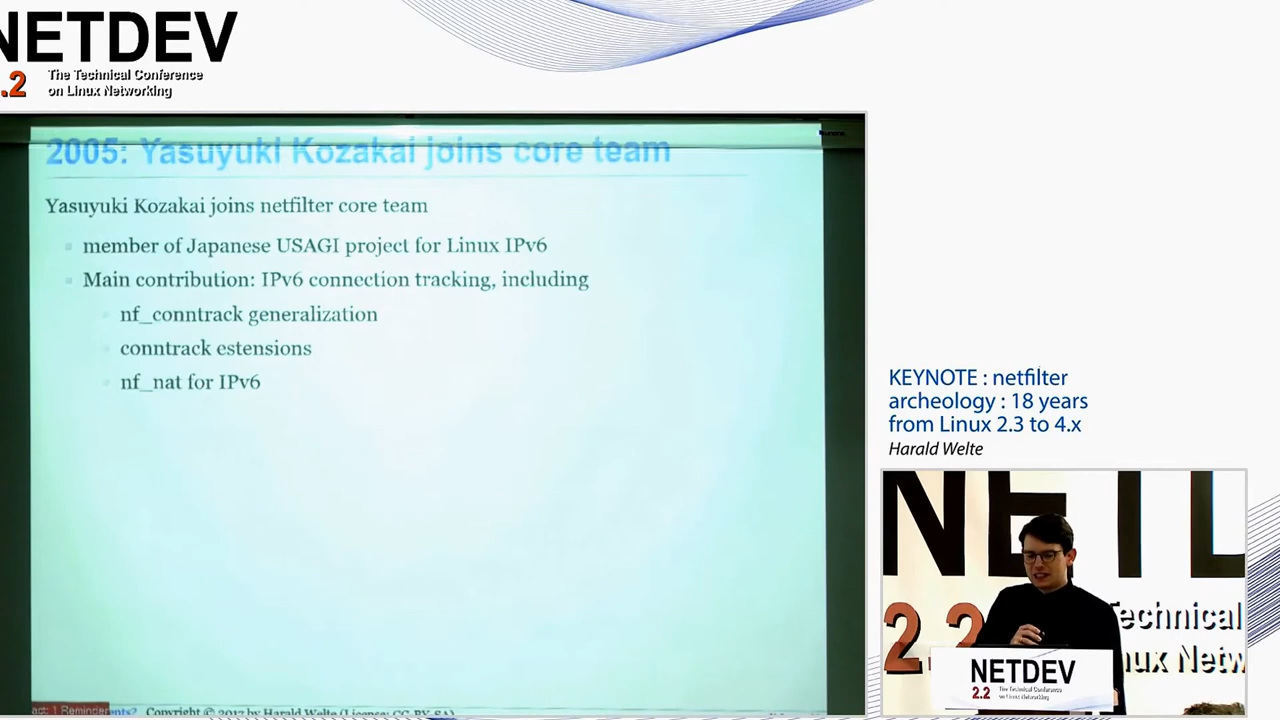 NETDEV
.2 The Technical Conference
on Linux Networking
2005: Yasuyuki Kozakai joins core team
Yasuyuki Kozakai joins netfilter core team
member of Japanese USAGI project for Linux IPv6
Main contribution: IPv6 connection tracking, including
nf_conntrack generalization
conntrack estensions
nf_nat for IPv6
Copyright © 2017 by Harald Welte (License: CC-BY-SA)
KEYNOTE : netfilter
archeology : 18 years
from Linux 2.3 to 4.x
Harald Welte
NETD
2.2 Technical
nux Netw
NETDEV
2.2 The Technical Conference
on Linux Networking